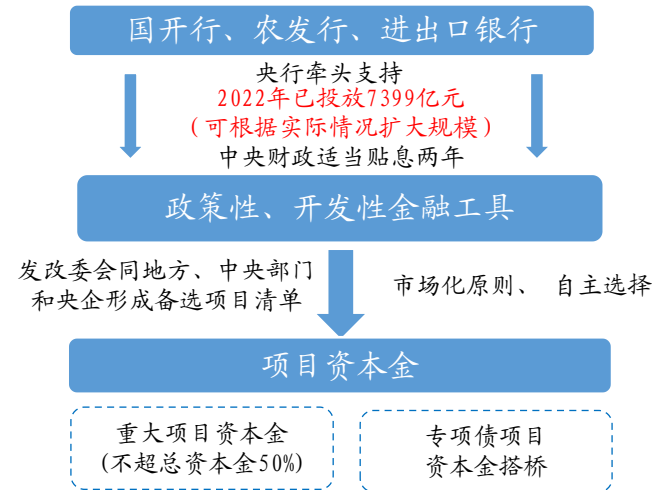 国开行、农发行、进出口银行
央行牵头支持
2022年已投放7399亿元
(可根据实际情况扩大规模)
中央财政适当贴息两年
政策性、开发性金融工具
发改委会同地方、中央部门
和央企形成备选项目清单
市场化原则、 自主选择
项目资本金
重大项目资本金
(不超总资本金50%)
专项债项目
资本金搭桥